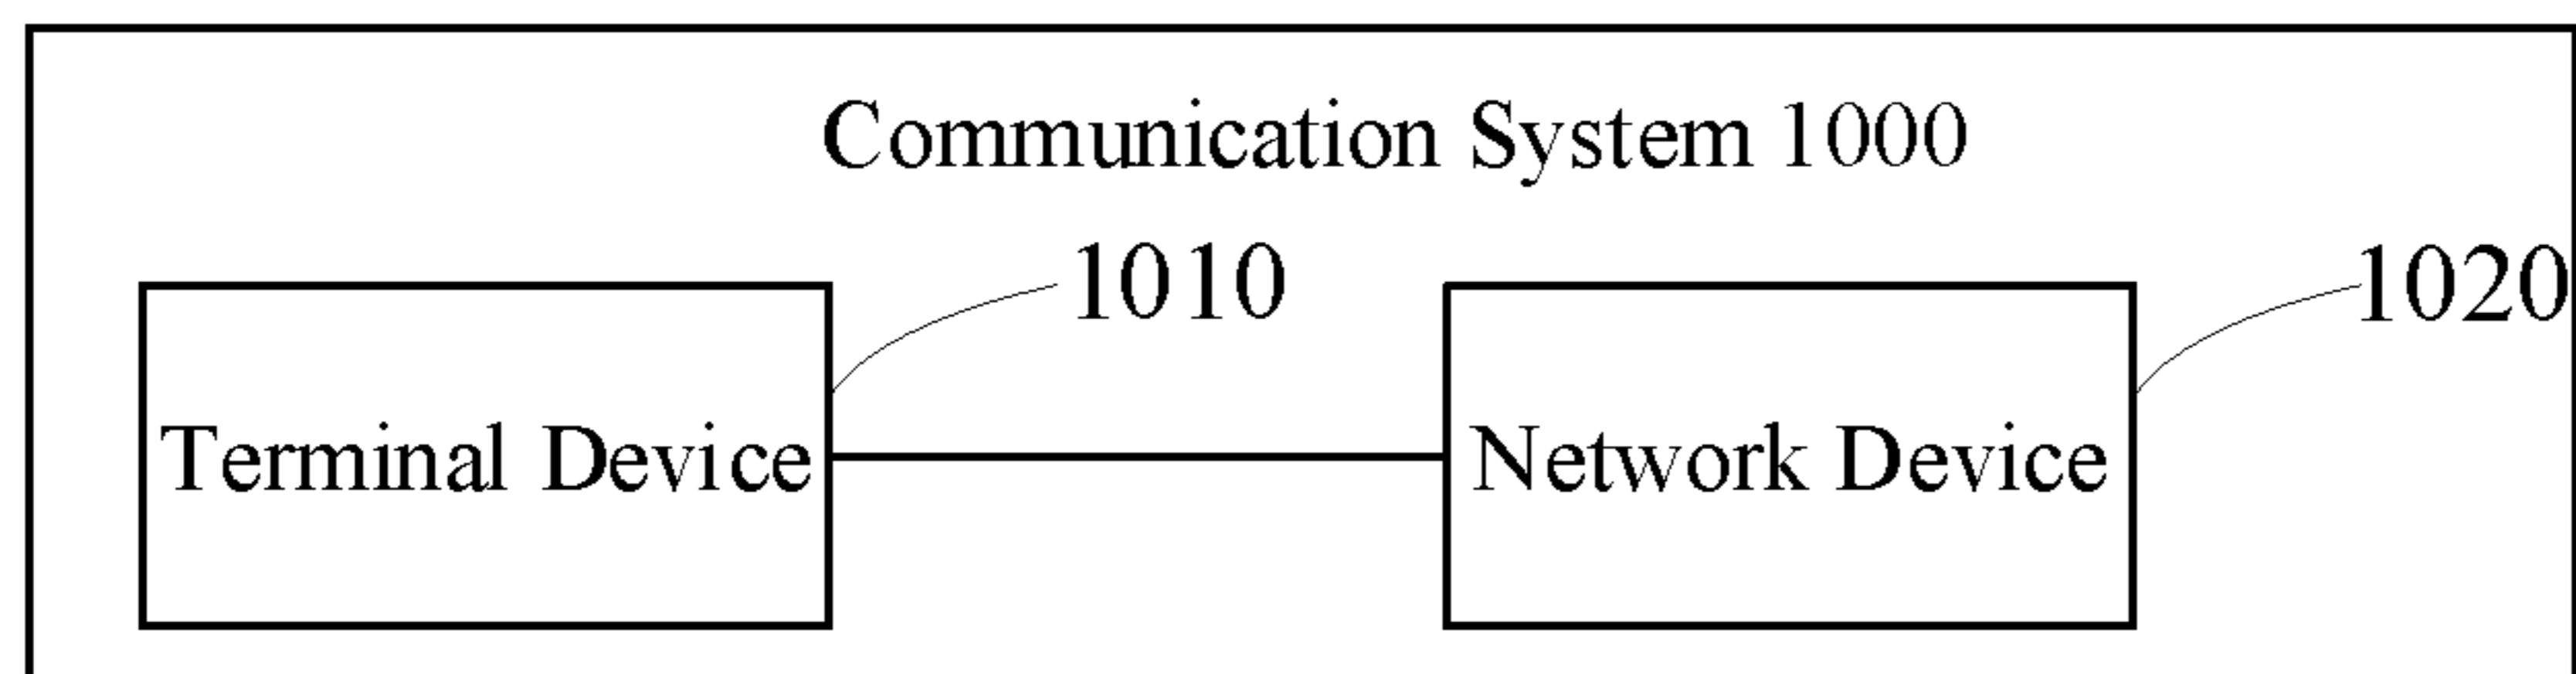 Communication System 1000
1010
1020
Terminal Device
Network Device